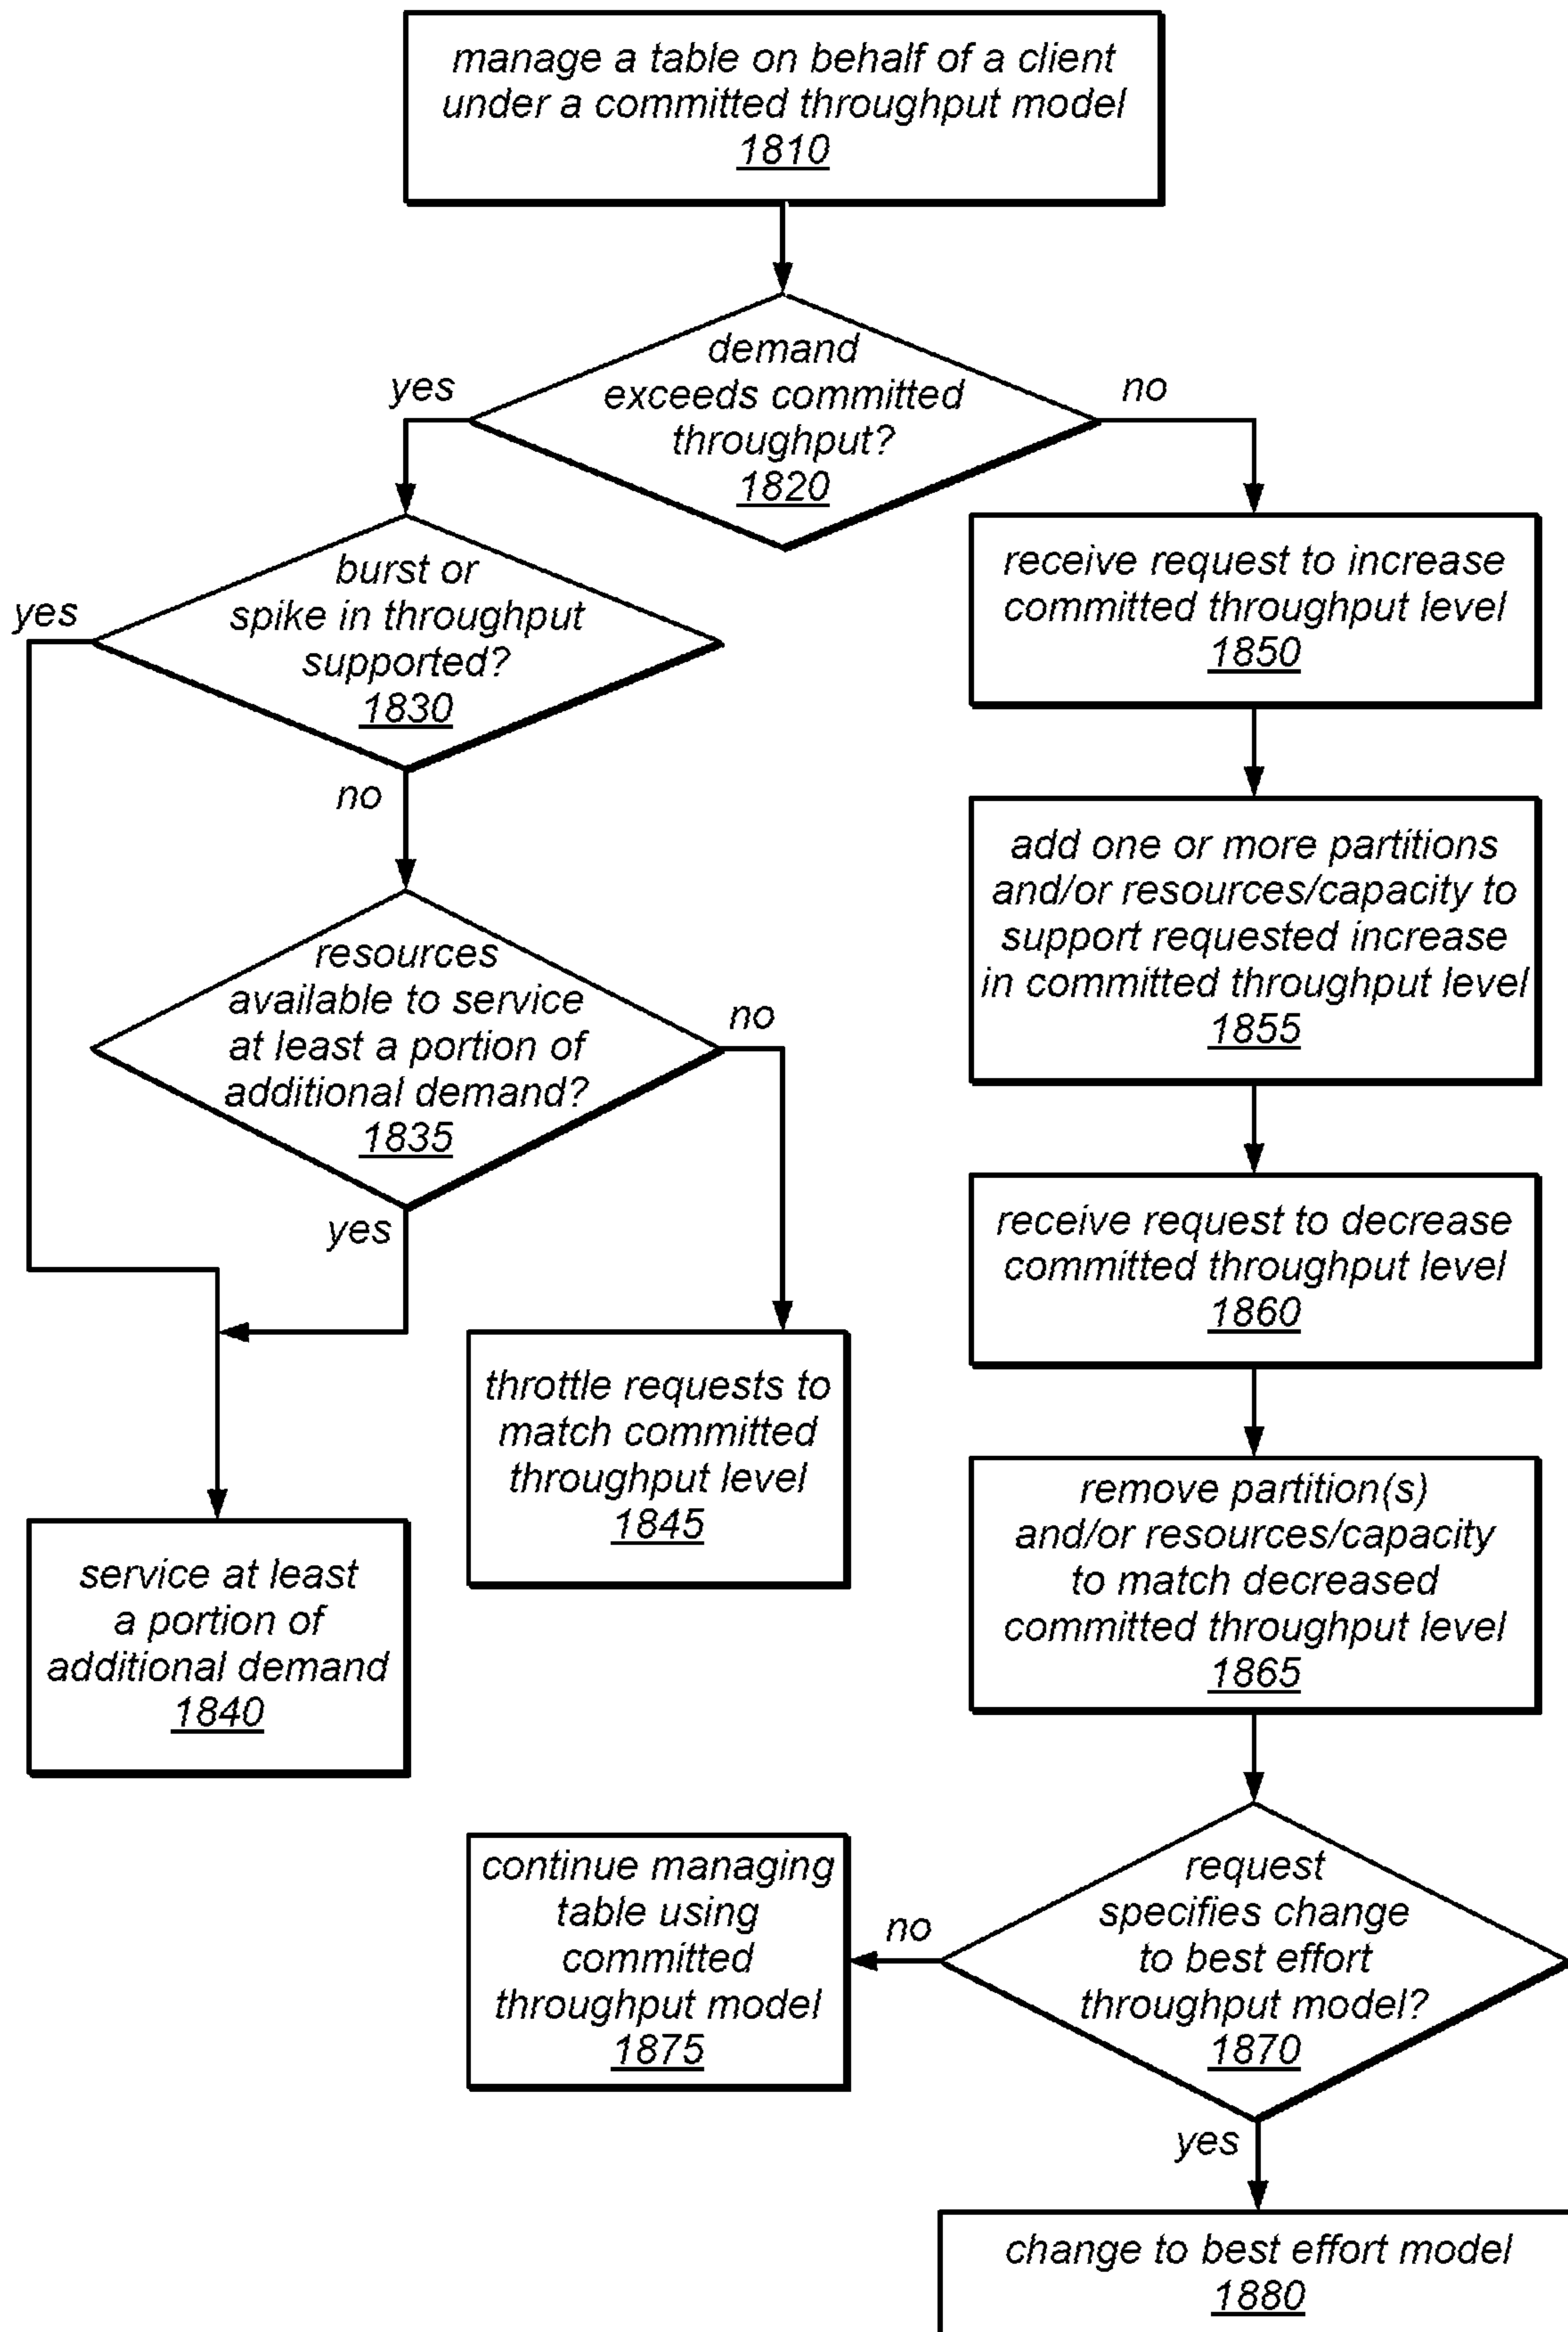 manage a table on behalf of a client
under a committed throughput model
1810
demand
exceeds committed
throughput?
1820
yes
no
burst or
spike in throughput
supported?
1830
yes
no
receive request to increase
committed throughput level
1850
add one or more partitions
and/or resources/capacity to
support requested increase
in committed throughput level
1855
resources
available to service
at least a portion of
additional demand?
1835
no
yes
receive request to decrease
committed throughput level
1860
throttle requests to
match committed
throughput level
1845
service at least
a portion of
additional demand
1840
remove partition(s)
and/or resources/capacity
to match decreased
committed throughput level
1865
request
specifies change
to best effort
throughput model?
1870
no
continue managing
table using
committed
throughput model
1875
yes
change to best effort model
1880